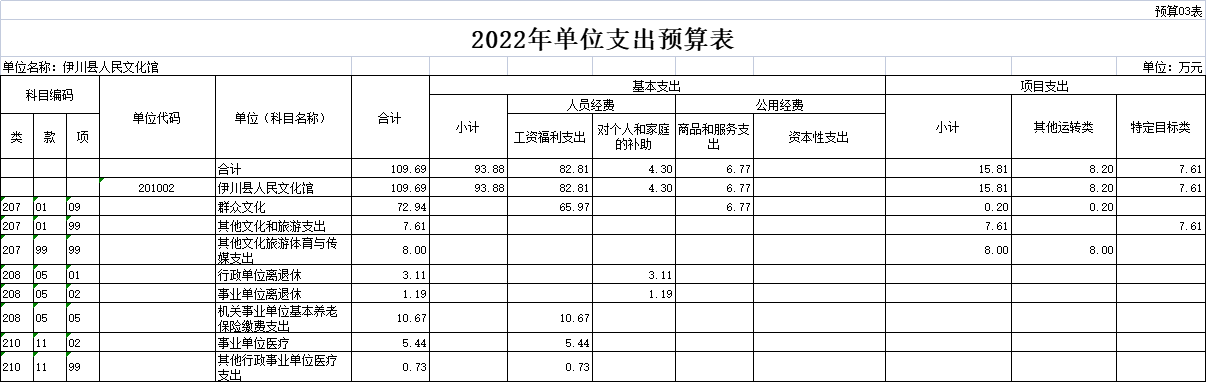 预算03表
2022年单位支出预算表
单位名称：伊川县人民文化馆 单位：万元
科目编码 单位代码 单位（科目名称） 合计 基本支出 项目支出
小计 人员经费 公用经费 小计 其他运转类 特定目标类
类 款 项 工资福利支出 对个人和家庭的补助 商品和服务支出 资本性支出
合计 109.69 93.88 82.81 4.30 6.77 15.81 8.20 7.61
201002 伊川县人民文化馆 109.69 93.88 82.81 4.30 6.77 15.81 8.20 7.61
207 01 09 群众文化 72.94 65.97 6.77 0.20 0.20
207 01 99 其他文化和旅游支出 7.61 7.61 7.61
207 99 99 其他文化旅游体育与传媒支出 8.00 8.00 8.00
208 05 01 行政单位离退休 3.11 3.11
208 05 02 事业单位离退休 1.19 1.19
208 05 05 机关事业单位基本养老保险缴费支出 10.67 10.67
210 11 02 事业单位医疗 5.44 5.44
210 11 99 其他行政事业单位医疗支出 0.73 0.73